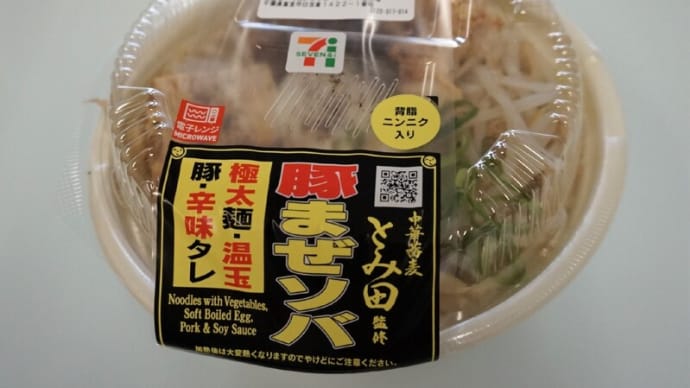 SEVEN&i
電子レンジ
MICROWAVE
背脂
ニンニク
入り
中華蕎麦
とみ田
監修
豚まぜソバ
極太麺・温玉
豚・辛味タレ
Noodles with Vegetables,
Soft Boiled Egg,
Pork & Soy Sauce
加熱後は大変熱くなりますのでやけどにご注意ください。